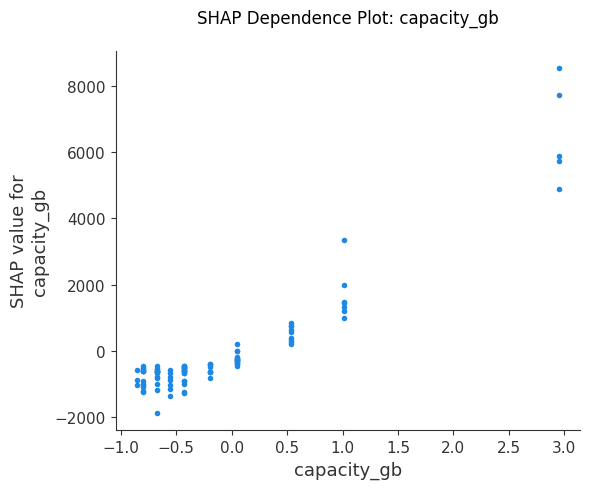 SHAP Dependence Plot: capacity_gb
8000
6000
4000
2000
0
−2000
SHAP value for
capacity_gb
−1.0 −0.5 0.0 0.5 1.0 1.5 2.0 2.5 3.0
capacity_gb